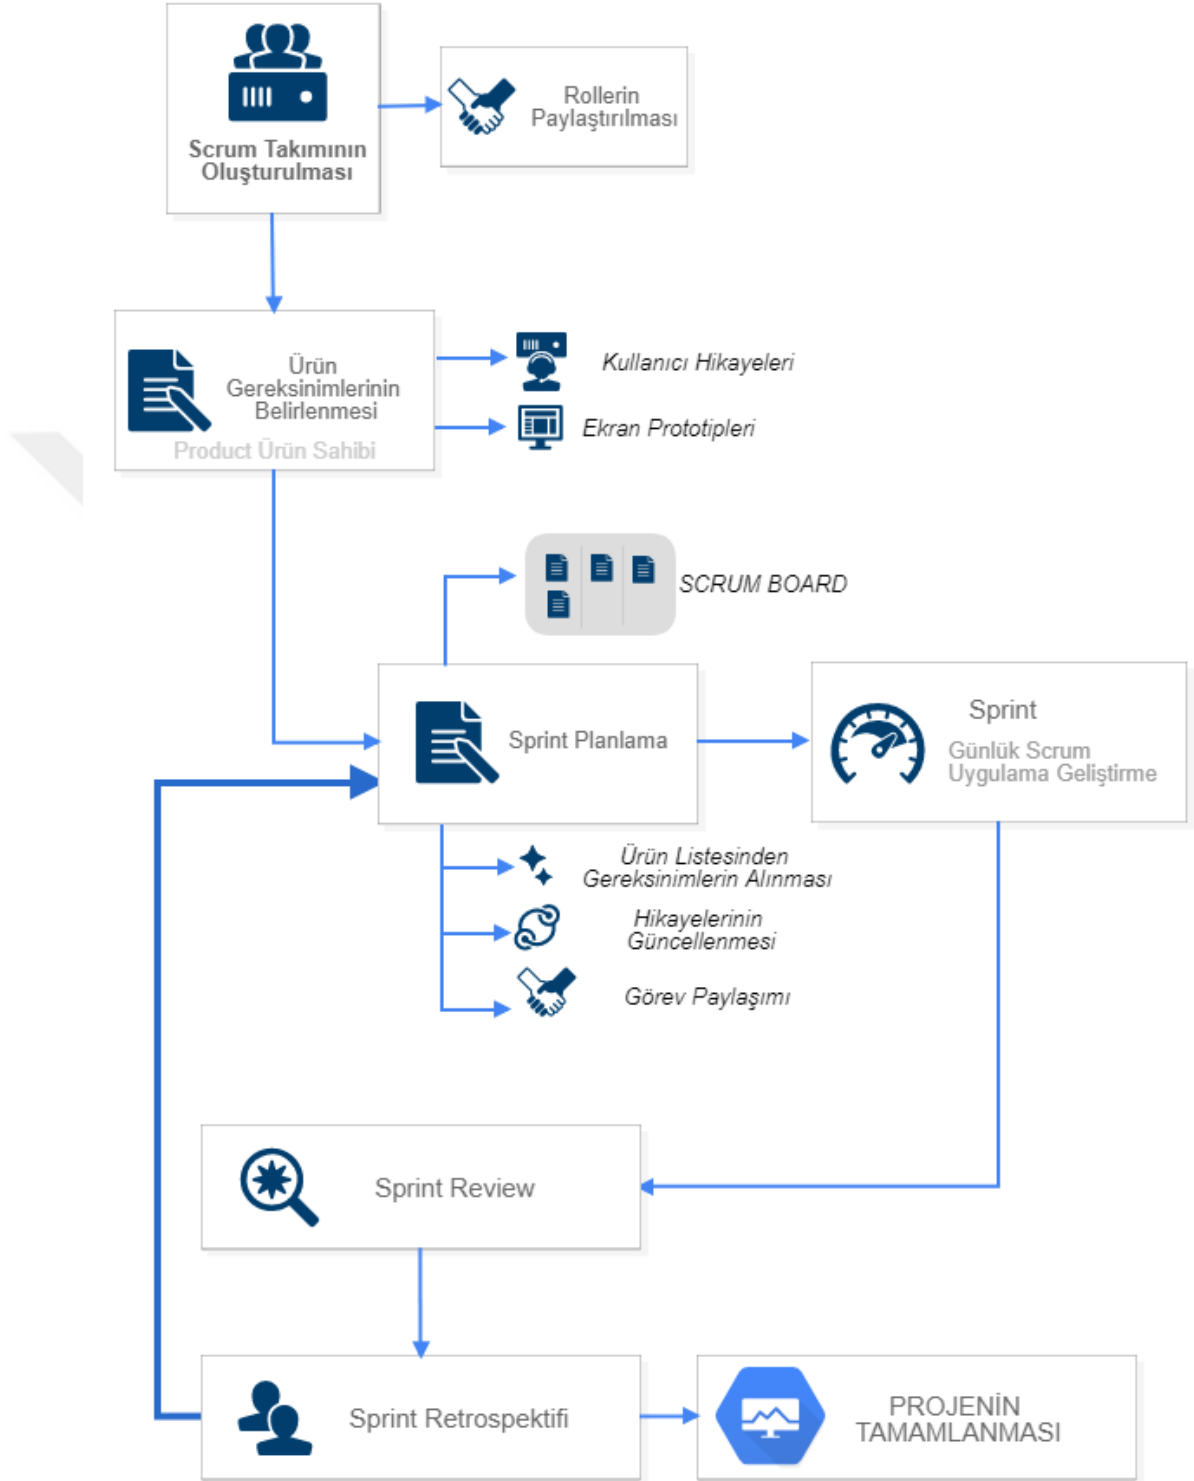 Scrum Takımının
Oluşturulması
Rollerin
Paylaştırılması
Ürün
Gereksinimlerinin
Belirlenmesi
Product Ürün Sahibi
Kullanıcı Hikayeleri
Ekran Prototipleri
SCRUM BOARD
Sprint Planlama
Sprint
Günlük Scrum
Uygulama Geliştirme
Ürün Listesinden
Gereksinimlerin Alınması
Hikayelerinin
Güncellenmesi
Görev Paylaşımı
Sprint Review
Sprint Retrospektifi
PROJENİN
TAMAMLANMASI